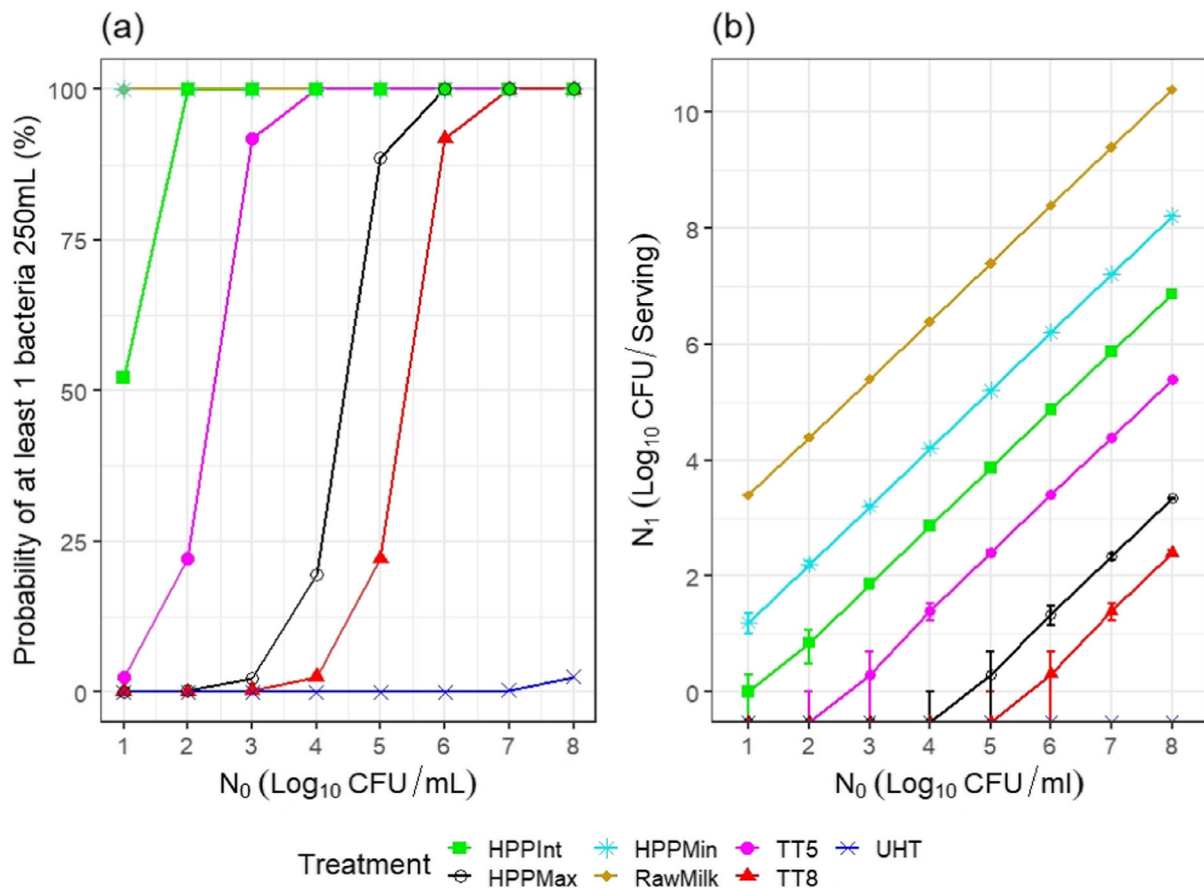 (a)
Probability of at least 1 bacteria 250mL (%)
100
75
50
25
0
1 2 3 4 5 6 7 8
N₀ (Log₁₀ CFU/mL)
(b)
N₁ (Log₁₀ CFU/Serving)
10
8
6
4
2
0
1 2 3 4 5 6 7 8
N₀ (Log₁₀ CFU/ml)
Treatment
HPPInt HPPMin TT5 UHT
HPPMax RawMilk TT8